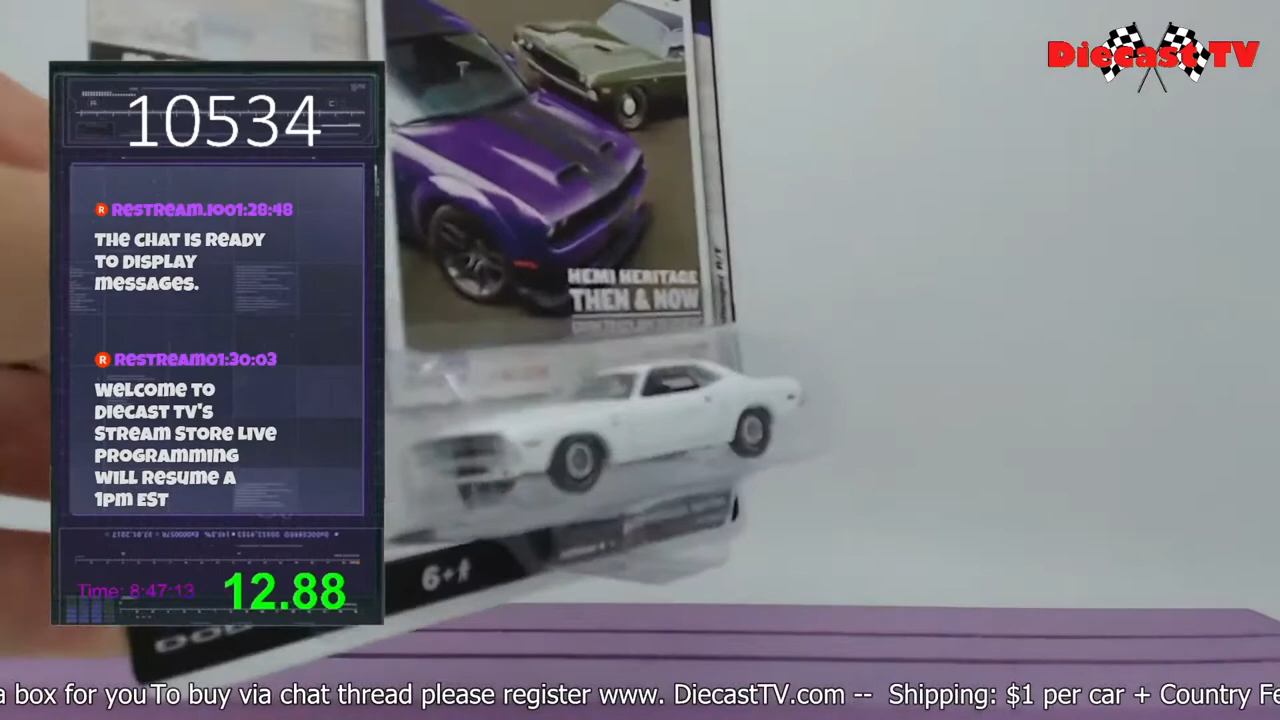 Diecast TV
10534
Restream.io01:28:48
The chat is ready
to display
messages.
Restream01:30:03
Welcome to
Diecast TV's
Stream Store Live
programming
will resume a
1pm EST
Time: 8:47:13
12.88
HEMI HERITAGE
THEN & NOW
6+
a box for you To buy via chat thread please register www. DiecastTV.com -- Shipping: $1 per car + Country Fe